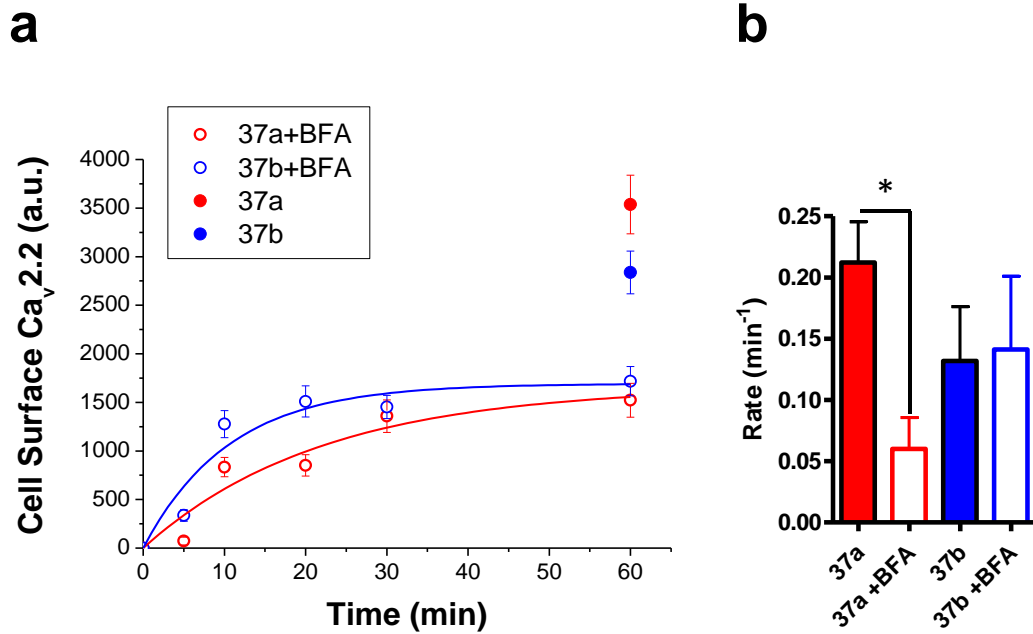 a
b
37a+BFA
37b+BFA
37a
37b
Cell Surface Cav2.2 (a.u.)
4000
3500
3000
2500
2000
1500
1000
500
0
0 10 20 30 40 50 60
Time (min)
*
Rate (min-1)
0.25
0.20
0.15
0.10
0.05
0.00
37a
37a +BFA
37b
37b +BFA